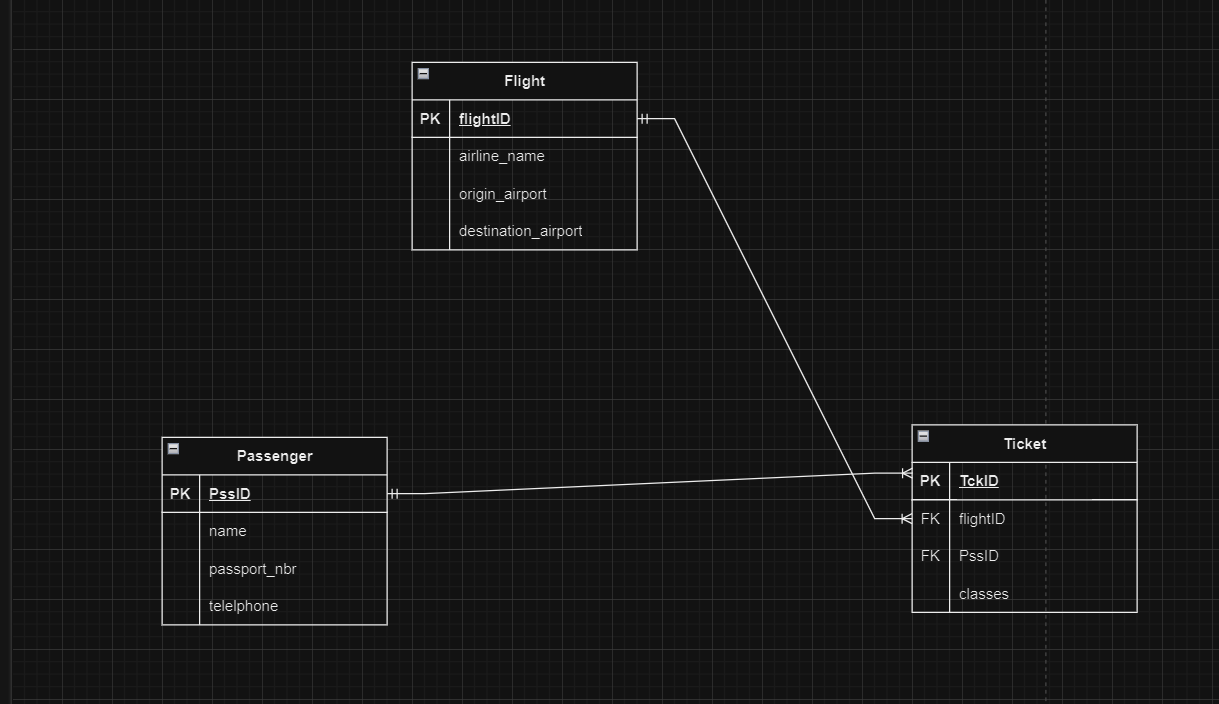 Flight
PK flightID
airline_name
origin_airport
destination_airport
Passenger
PK PssID
name
passport_nbr
telelphone
Ticket
PK TckID
FK flightID
FK PssID
classes